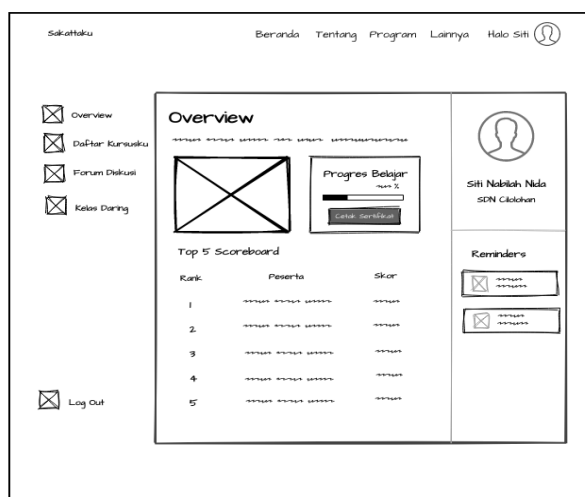 Sakattaku
Beranda Tentang Program Lainnya Halo Siti
Overview
Daftar Kursusku
Forum Diskusi
Kelas Daring
Log Out
Overview
Progres Belajar
%
Cetak Sertifikat
Top 5 Scoreboard
Rank Peserta Skor
1
2
3
4
5
Siti Nabilah Nida
SDN Cilolohan
Reminders